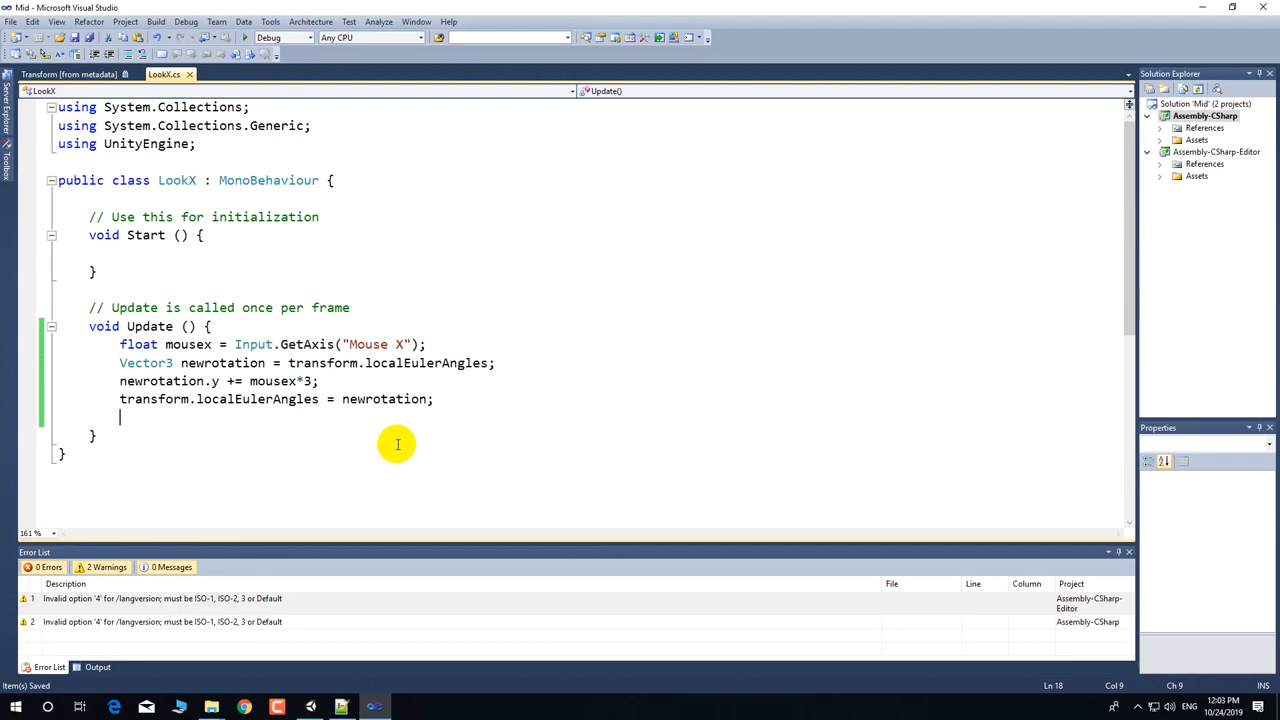 Mid - Microsoft Visual Studio
File Edit View Refactor Project Build Debug Team Data Tools Architecture Test Analyze Window Help
Debug Any CPU
Server Explorer
Toolbox
Transform [from metadata] LookX.cs
LookX Update()
using System.Collections;
using System.Collections.Generic;
using UnityEngine;
public class LookX : MonoBehaviour {
// Use this for initialization
void Start () {
}
// Update is called once per frame
void Update () {
float mousex = Input.GetAxis("Mouse X");
Vector3 newrotation = transform.localEulerAngles;
newrotation.y += mousex*3;
transform.localEulerAngles = newrotation;
}
}
161 %
Solution Explorer
Solution 'Mid' (2 projects)
Assembly-CSharp
References
Assets
Assembly-CSharp-Editor
References
Assets
Properties
Error List
0 Errors 2 Warnings 0 Messages
Description File Line Column Project
1 Invalid option '4' for /langversion; must be ISO-1, ISO-2, 3 or Default Assembly-CSharp-Editor
2 Invalid option '4' for /langversion; must be ISO-1, ISO-2, 3 or Default Assembly-CSharp
Error List Output
Item(s) Saved Ln 18 Col 9 Ch 9 INS
ENG 12:03 PM
10/24/2019